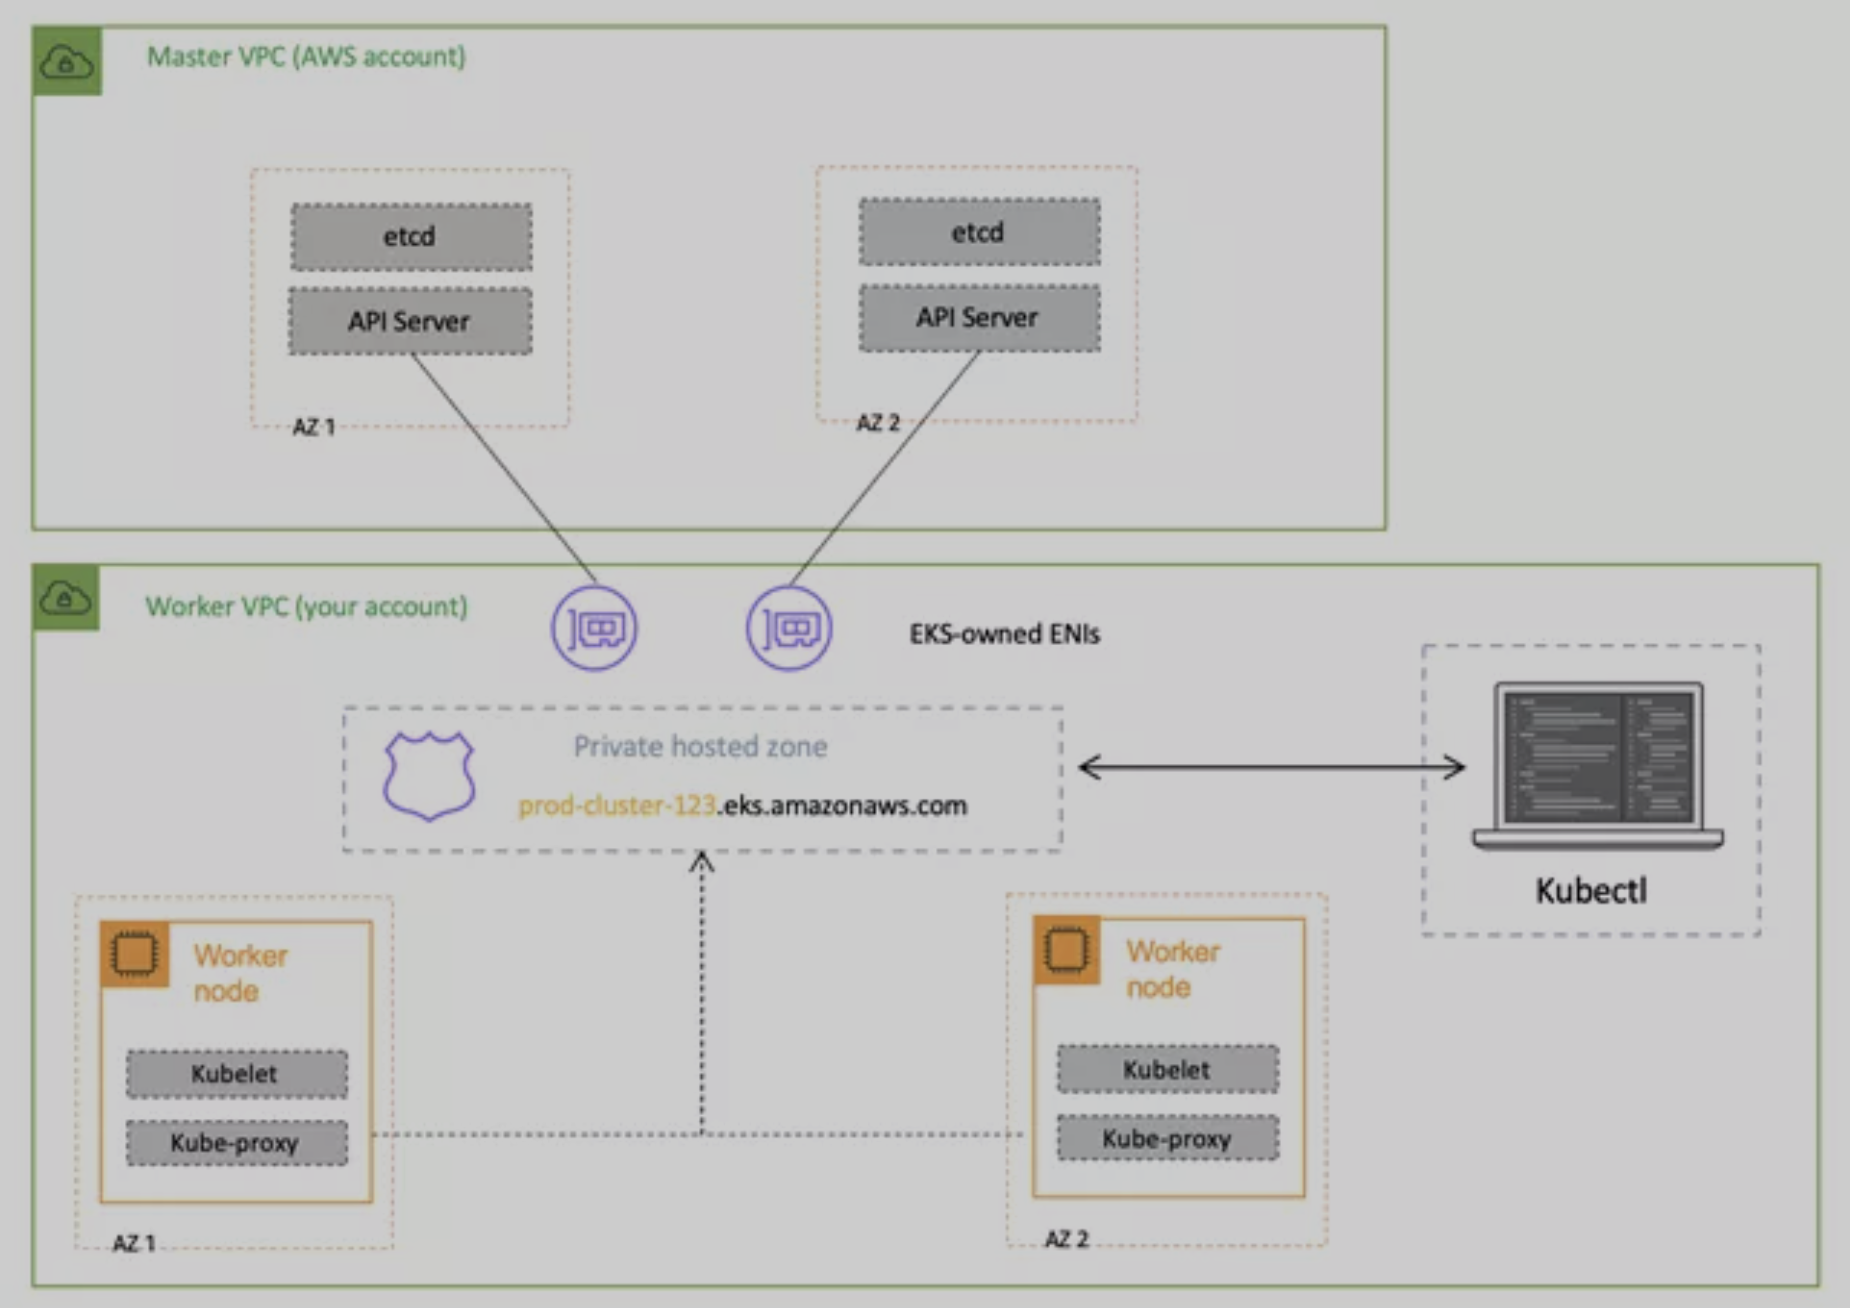 Master VPC (AWS account)
etcd
API Server
AZ 1
etcd
API Server
AZ 2
Worker VPC (your account)
EKS-owned ENIs
Private hosted zone
prod-cluster-123.eks.amazonaws.com
Kubectl
Worker
node
Kubelet
Kube-proxy
AZ 1
Worker
node
Kubelet
Kube-proxy
AZ 2